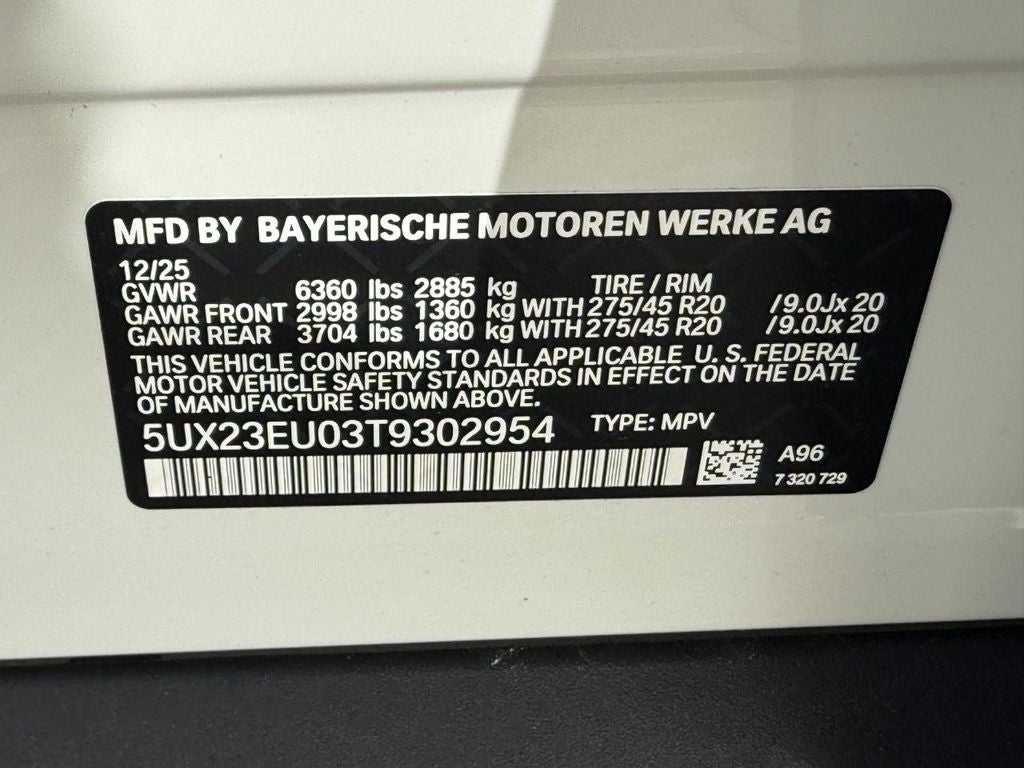 MFD BY BAYERISCHE MOTOREN WERKE AG
12/25
GVWR 6360 lbs 2885 kg TIRE / RIM
GAWR FRONT 2998 lbs 1360 kg WITH 275/45 R20 / 9.0Jx 20
GAWR REAR 3704 lbs 1680 kg WITH 275/45 R20 / 9.0Jx 20
THIS VEHICLE CONFORMS TO ALL APPLICABLE U. S. FEDERAL
MOTOR VEHICLE SAFETY STANDARDS IN EFFECT ON THE DATE
OF MANUFACTURE SHOWN ABOVE.
5UX23EU03T9302954 TYPE: MPV
A96
7 320 729